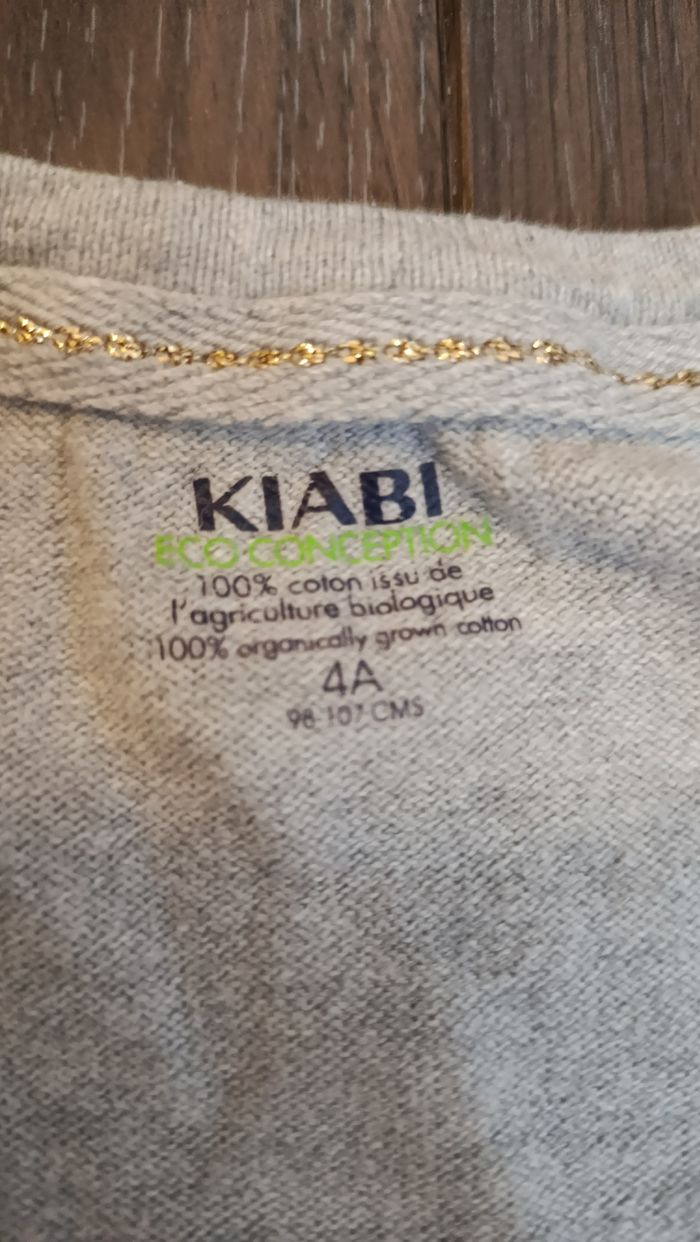 KIABI
ECO CONCEPTION
100% coton issu de
l'agriculture biologique
100% organically grown cotton
4A
98-107 CMS